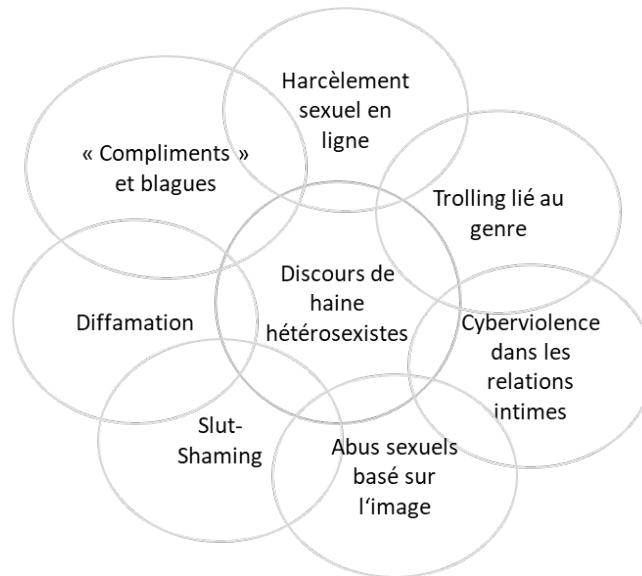 Harcèlement
sexuel en
ligne
« Compliments »
et blagues
Trolling lié au
genre
Discours de
haine
hétérosexistes
Diffamation
Cyberviolence
dans les
relations
intimes
Slut-
Shaming
Abus sexuels
basé sur
l‘image